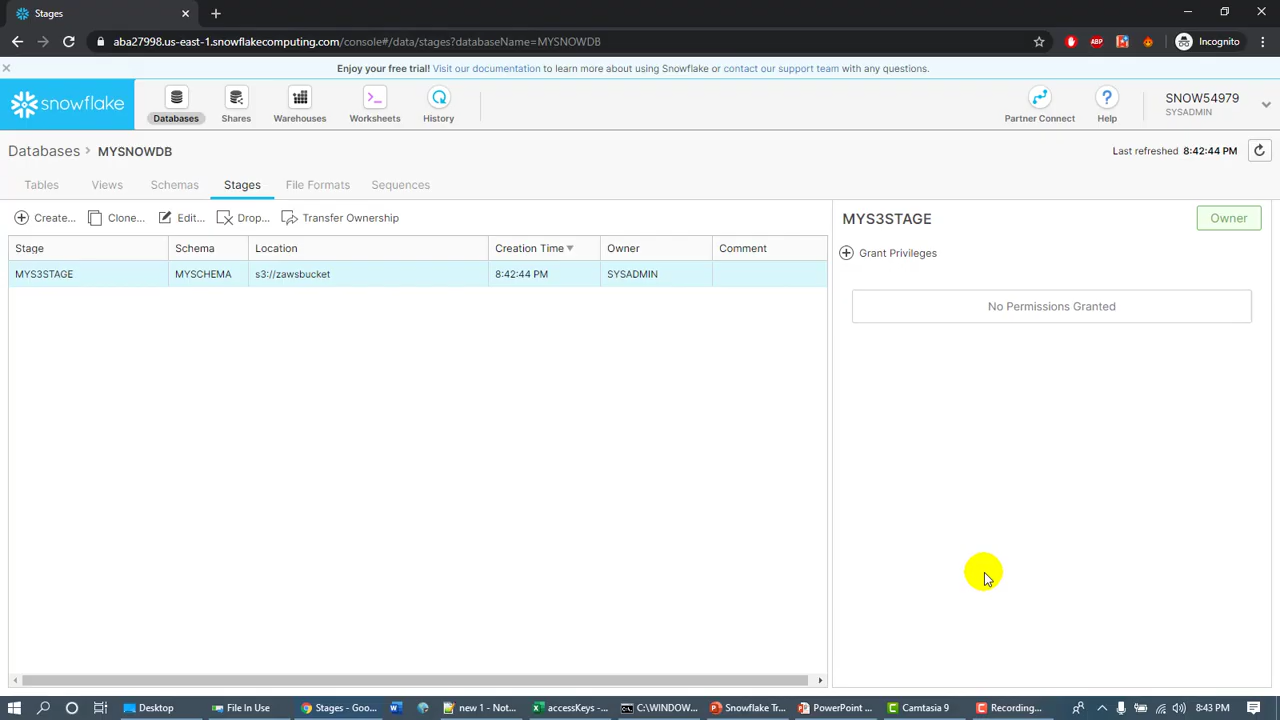 Stages
aba27998.us-east-1.snowflakecomputing.com/console#/data/stages?databaseName=MYSNOWDB
ABP
Incognito
Enjoy your free trial! Visit our documentation to learn more about using Snowflake or contact our support team with any questions.
snowflake
Databases
Shares
Warehouses
Worksheets
History
Partner Connect
Help
SNOW54979
SYSADMIN
Databases > MYSNOWDB
Last refreshed 8:42:44 PM
Tables Views Schemas Stages File Formats Sequences
Create... Clone... Edit... Drop... Transfer Ownership
MYS3STAGE
Owner
Stage Schema Location Creation Time Owner Comment
Grant Privileges
MYS3STAGE MYSCHEMA s3://zawsbucket 8:42:44 PM SYSADMIN
No Permissions Granted
Desktop
File In Use
Stages - Goo...
new 1 - Not...
accessKeys -...
C:\WINDOW...
Snowflake Tr...
PowerPoint ...
Camtasia 9
Recording...
8:43 PM